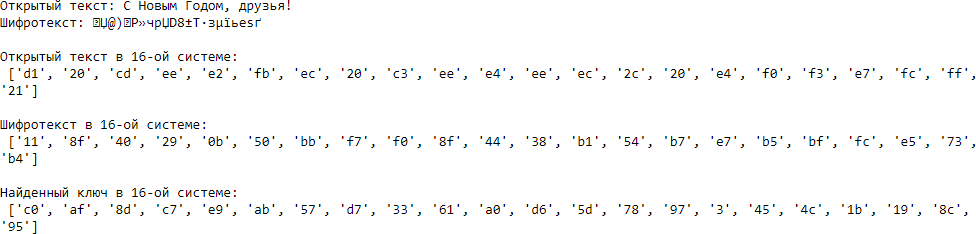 Открытый текст: С Новым Годом, друзья!
Шифротекст: ⍰Џ@)⍰P»чрЏD8±T·зµїьеsґ
Открытый текст в 16-ой системе:
['d1', '20', 'cd', 'ee', 'e2', 'fb', 'ec', '20', 'c3', 'ee', 'e4', 'ee', 'ec', '2c', '20', 'e4', 'f0', 'f3', 'e7', 'fc', 'ff',
'21']
Шифротекст в 16-ой системе:
['11', '8f', '40', '29', '0b', '50', 'bb', 'f7', 'f0', '8f', '44', '38', 'b1', '54', 'b7', 'e7', 'b5', 'bf', 'fc', 'e5', '73',
'b4']
Найденный ключ в 16-ой системе:
['c0', 'af', '8d', 'c7', 'e9', 'ab', '57', 'd7', '33', '61', 'a0', 'd6', '5d', '78', '97', '3', '45', '4c', '1b', '19', '8c',
'95']